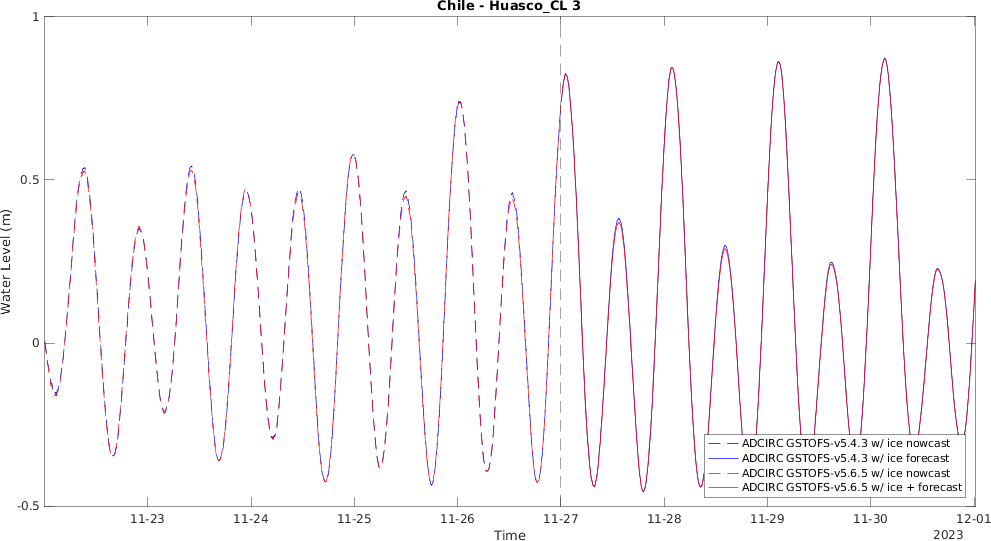 Chile - Huasco_CL 3
1
0.5
0
-0.5
Water Level (m)
ADCIRC GSTOFS-v5.4.3 w/ ice nowcast
ADCIRC GSTOFS-v5.4.3 w/ ice forecast
ADCIRC GSTOFS-v5.6.5 w/ ice nowcast
ADCIRC GSTOFS-v5.6.5 w/ ice + forecast
11-23 11-24 11-25 11-26 11-27 11-28 11-29 11-30 12-01
Time
2023